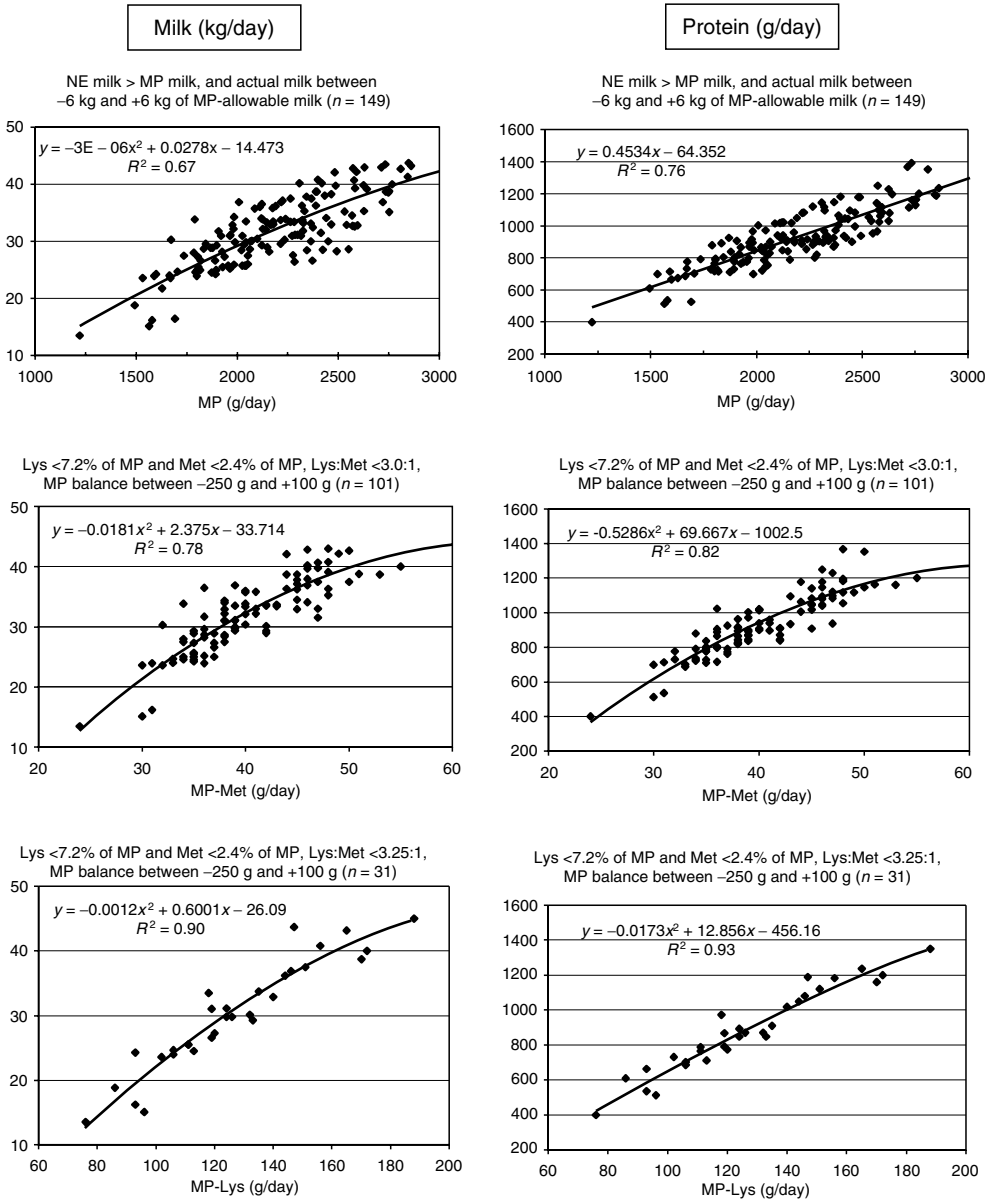 Milk (kg/day)
Protein (g/day)
NE milk > MP milk, and actual milk between
–6 kg and +6 kg of MP-allowable milk (n = 149)
50
40
30
20
10
y = –3E – 06x² + 0.0278x – 14.473
R² = 0.67
1000 1500 2000 2500 3000
MP (g/day)
NE milk > MP milk, and actual milk between
–6 kg and +6 kg of MP-allowable milk (n = 149)
1600
1400
1200
1000
800
600
400
200
y = 0.4534x – 64.352
R² = 0.76
1000 1500 2000 2500 3000
MP (g/day)
Lys <7.2% of MP and Met <2.4% of MP, Lys:Met <3.0:1,
MP balance between –250 g and +100 g (n = 101)
50
40
30
20
10
y = –0.0181x² + 2.375x – 33.714
R² = 0.78
20 30 40 50 60
MP-Met (g/day)
Lys <7.2% of MP and Met <2.4% of MP, Lys:Met <3.0:1,
MP balance between –250 g and +100 g (n = 101)
1600
1400
1200
1000
800
600
400
200
y = -0.5286x² + 69.667x – 1002.5
R² = 0.82
20 30 40 50 60
MP-Met (g/day)
Lys <7.2% of MP and Met <2.4% of MP, Lys:Met <3.25:1,
MP balance between –250 g and +100 g (n = 31)
50
40
30
20
10
y = –0.0012x² + 0.6001x – 26.09
R² = 0.90
60 80 100 120 140 160 180 200
MP-Lys (g/day)
Lys <7.2% of MP and Met <2.4% of MP, Lys:Met <3.25:1,
MP balance between –250 g and +100 g (n = 31)
1600
1400
1200
1000
800
600
400
200
y = –0.0173x² + 12.856x – 456.16
R² = 0.93
60 80 100 120 140 160 180 200
MP-Lys (g/day)